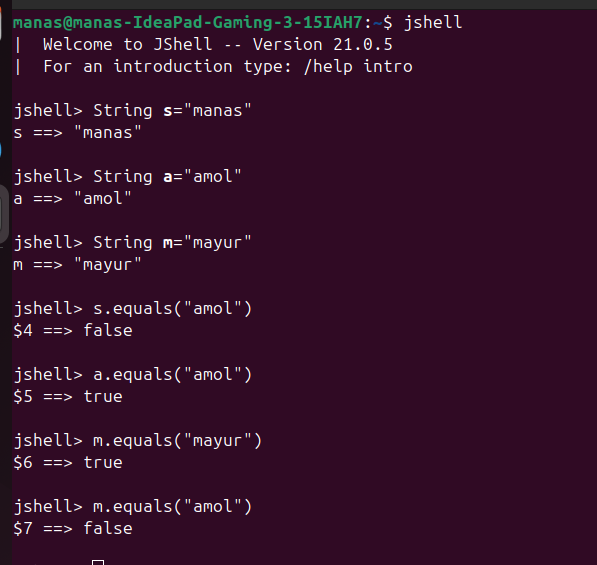 manas@manas-IdeaPad-Gaming-3-15IAH7:~$ jshell
|  Welcome to JShell -- Version 21.0.5
|  For an introduction type: /help intro

jshell> String s="manas"
s ==> "manas"

jshell> String a="amol"
a ==> "amol"

jshell> String m="mayur"
m ==> "mayur"

jshell> s.equals("amol")
$4 ==> false

jshell> a.equals("amol")
$5 ==> true

jshell> m.equals("mayur")
$6 ==> true

jshell> m.equals("amol")
$7 ==> false